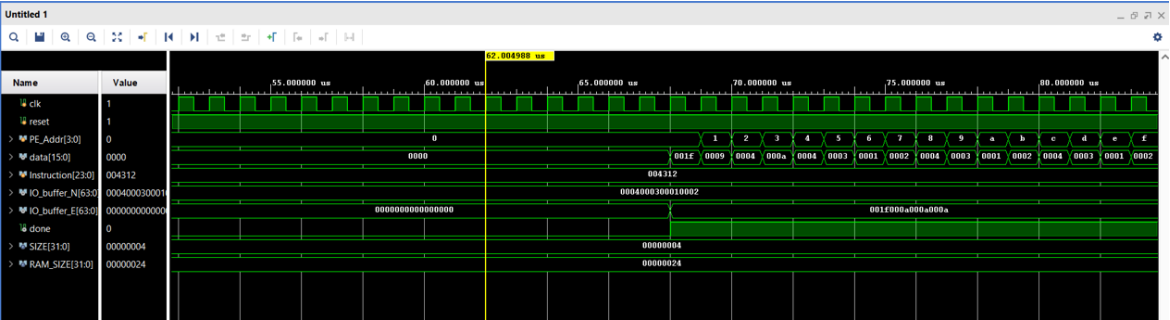 Untitled 1
62.004988 us
Name Value
55.000000 us 60.000000 us 65.000000 us 70.000000 us 75.000000 us 80.000000 us
clk 1
reset 1
PE_Addr[3:0] 0 0 1 2 3 4 5 6 7 8 9 a b c d e f
data[15:0] 0000 0000 001f 0009 0004 000a 0004 0003 0001 0002 0004 0003 0001 0002 0004 0003 0001 0002
Instruction[23:0] 004312 004312
IO_buffer_N[63:0 0004000300010 0004000300010002
IO_buffer_E[63:0] 0000000000000 0000000000000000 001f000a000a000a
done 0
SIZE[31:0] 00000004 00000004
RAM_SIZE[31:0] 00000024 00000024